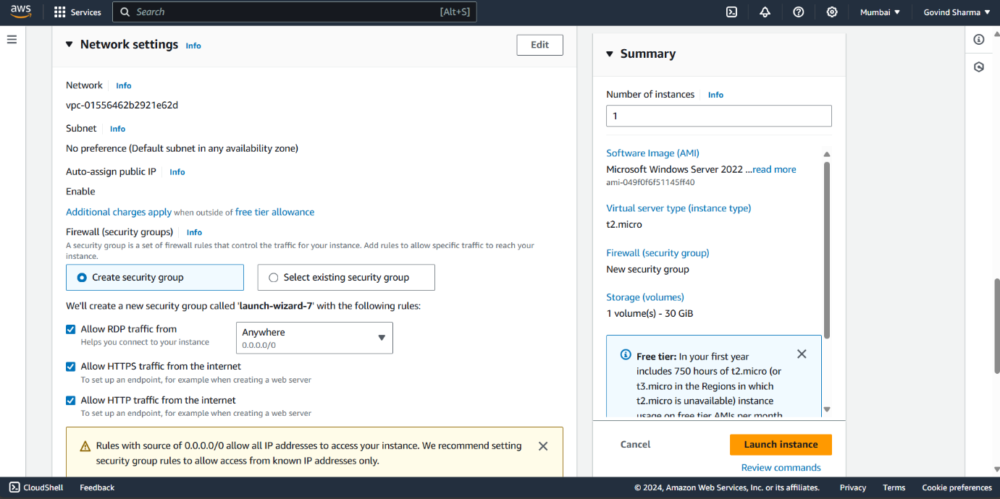 aws
Services
Search
[Alt+S]
Mumbai
Govind Sharma
Network settings Info
Edit
Network Info
vpc-01556462b2921e62d
Subnet Info
No preference (Default subnet in any availability zone)
Auto-assign public IP Info
Enable
Additional charges apply when outside of free tier allowance
Firewall (security groups) Info
A security group is a set of firewall rules that control the traffic for your instance. Add rules to allow specific traffic to reach your
instance.
Create security group
Select existing security group
We'll create a new security group called 'launch-wizard-7' with the following rules:
Allow RDP traffic from
Helps you connect to your instance
Anywhere
0.0.0.0/0
Allow HTTPS traffic from the internet
To set up an endpoint, for example when creating a web server
Allow HTTP traffic from the internet
To set up an endpoint, for example when creating a web server
Rules with source of 0.0.0.0/0 allow all IP addresses to access your instance. We recommend setting
security group rules to allow access from known IP addresses only.
Summary
Number of instances Info
1
Software Image (AMI)
Microsoft Windows Server 2022 ...read more
ami-049f0f6f51145ff40
Virtual server type (instance type)
t2.micro
Firewall (security group)
New security group
Storage (volumes)
1 volume(s) - 30 GiB
Free tier: In your first year
includes 750 hours of t2.micro (or
t3.micro in the Regions in which
t2.micro is unavailable) instance
usage on free tier AMIs per month
Cancel
Launch instance
Review commands
CloudShell
Feedback
© 2024, Amazon Web Services, Inc. or its affiliates.
Privacy
Terms
Cookie preferences